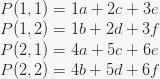 P(1,1) = 1a + 2c + 3e
P(1,2) = 1b + 2d + 3f
P(2,1) = 4a + 5c + 6e
P(2,2) = 4b + 5d + 6f